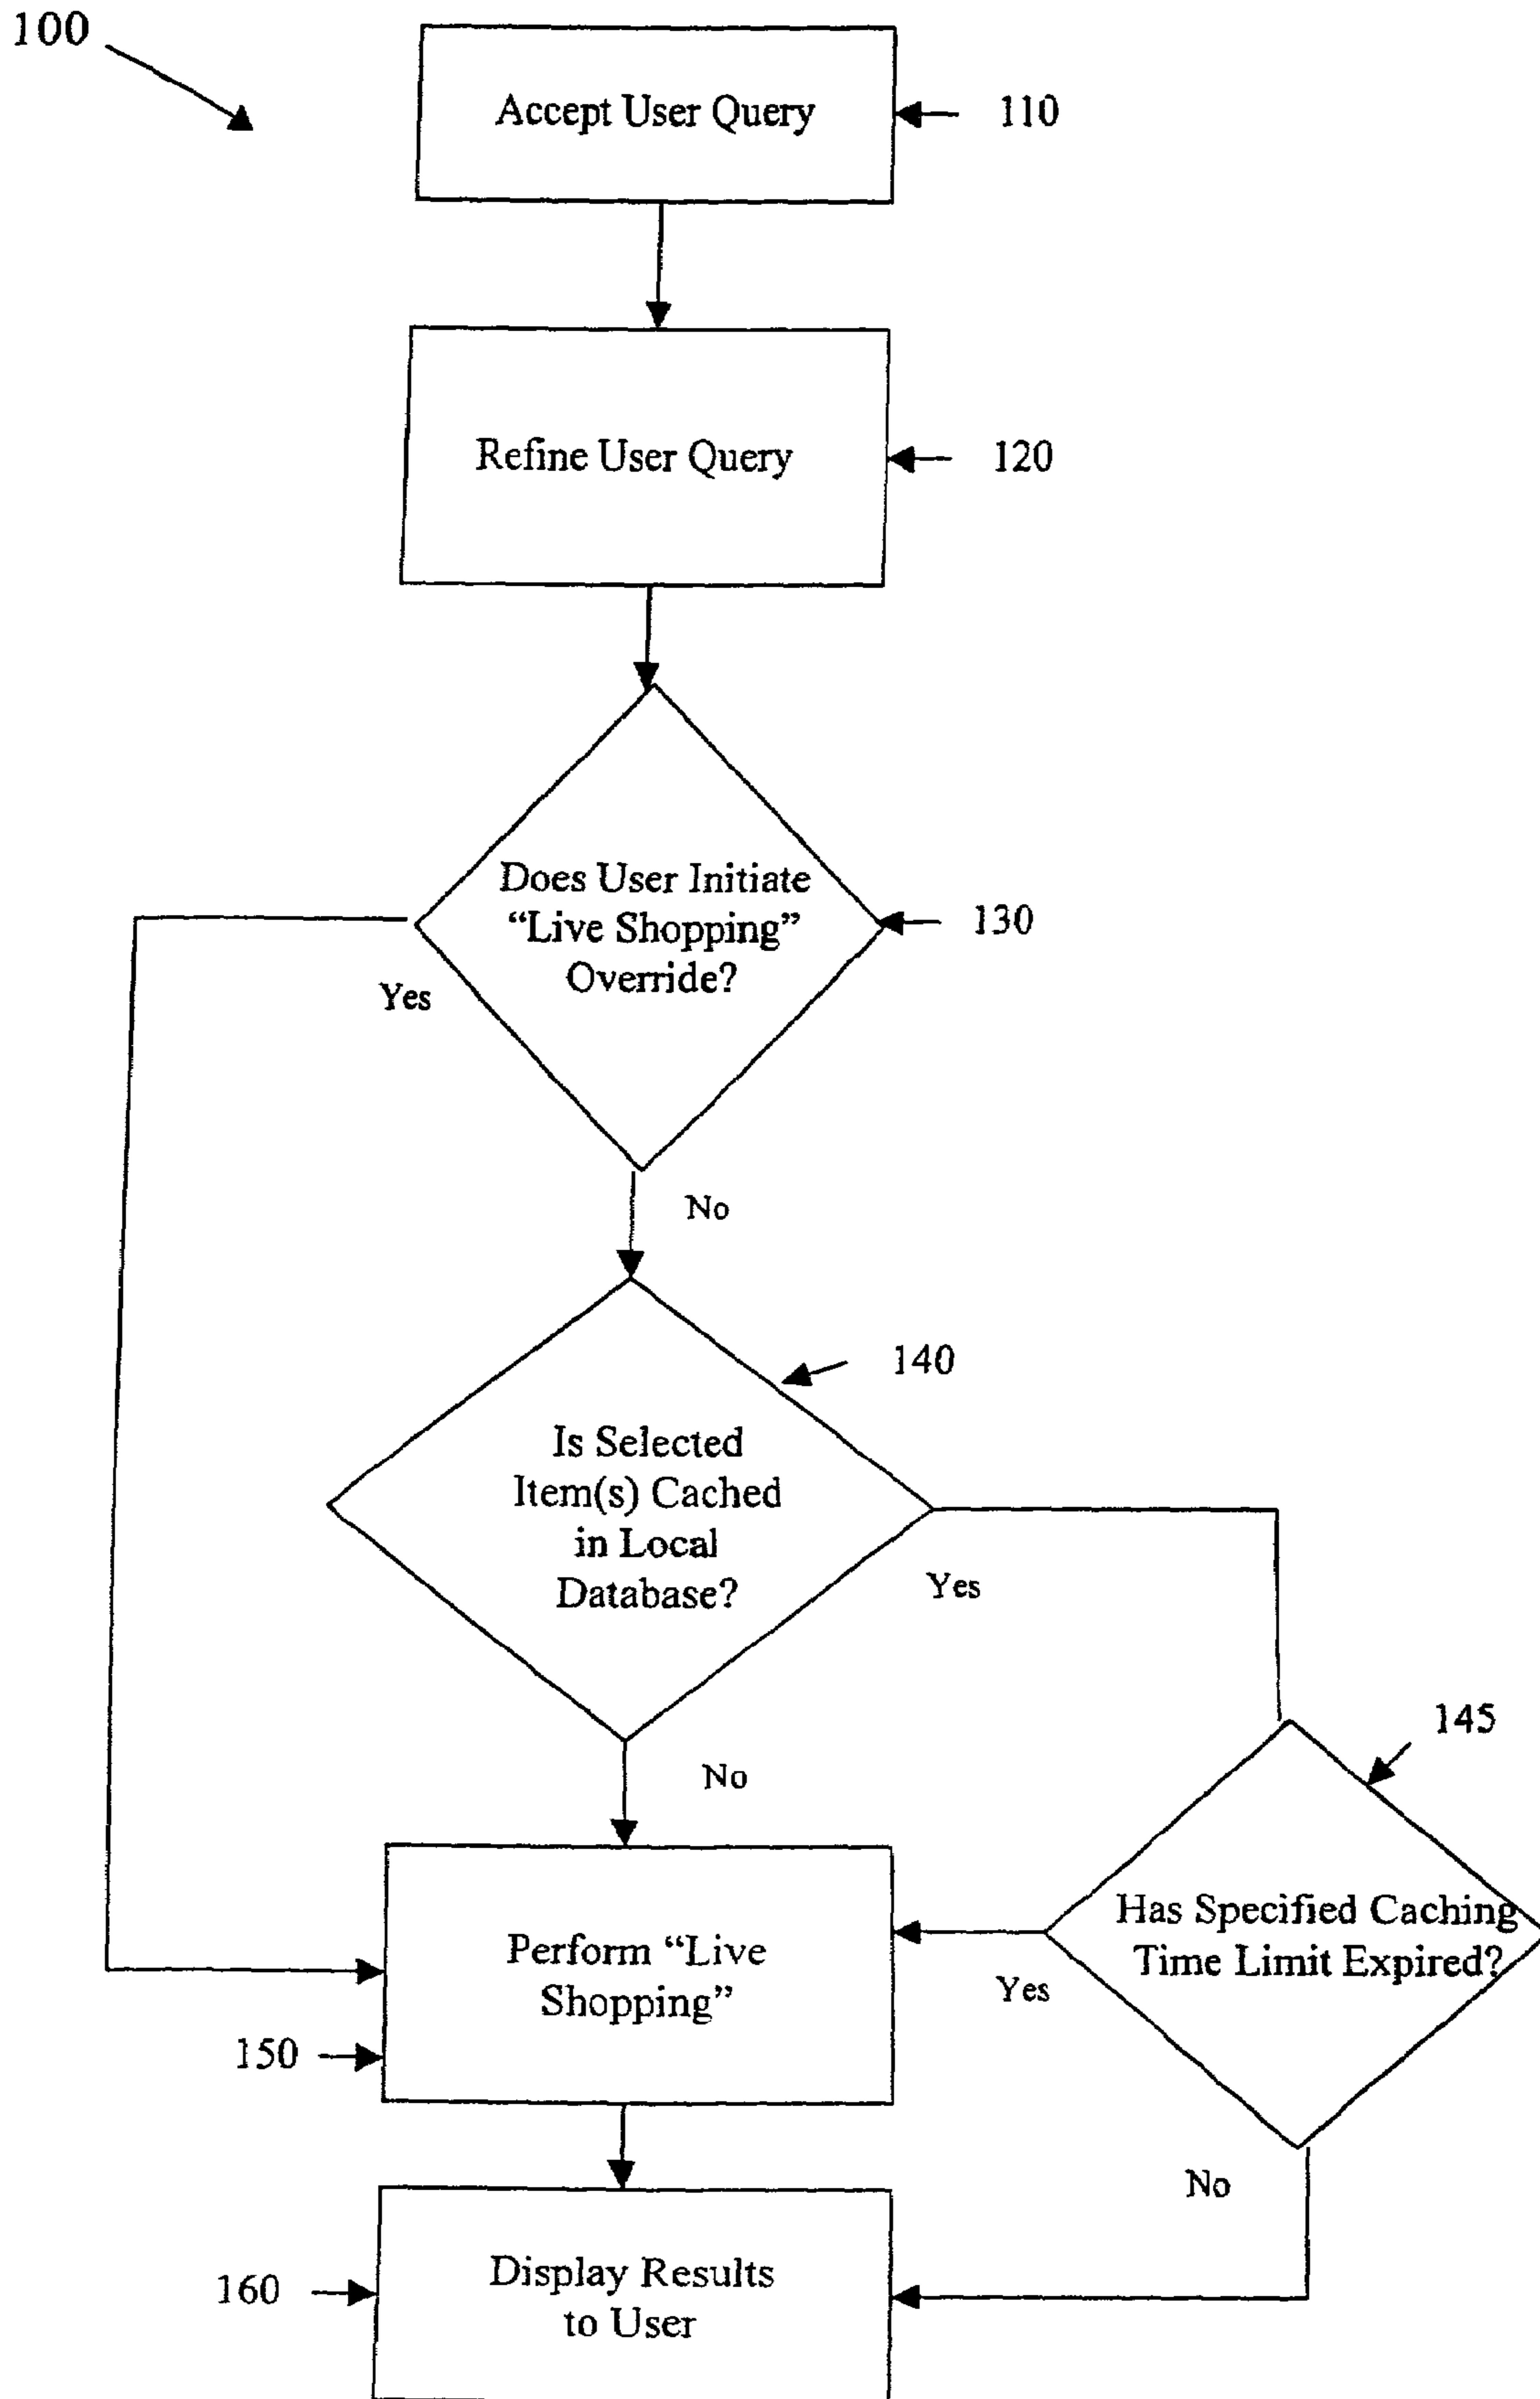 100
Accept User Query
110
Refine User Query
120
Does User Initiate
“Live Shopping”
Override?
130
Yes
No
140
Is Selected
Item(s) Cached
in Local
Database?
Yes
145
No
Has Specified Caching
Time Limit Expired?
Perform “Live
Shopping”
Yes
150
No
Display Results
to User
160